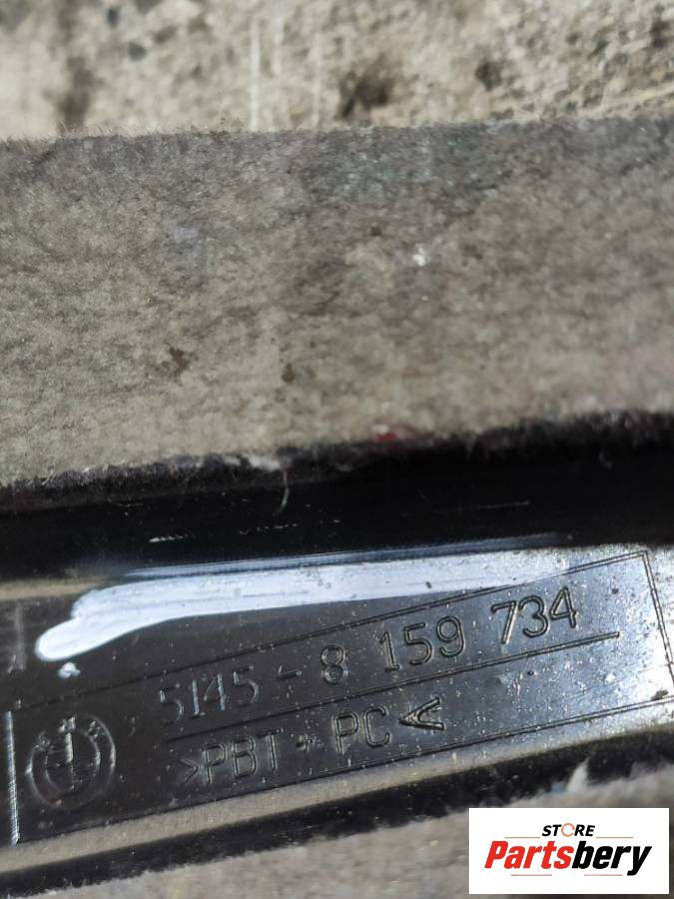 5145-8 159 734
>PBT-PC<
STORE
Partsbery